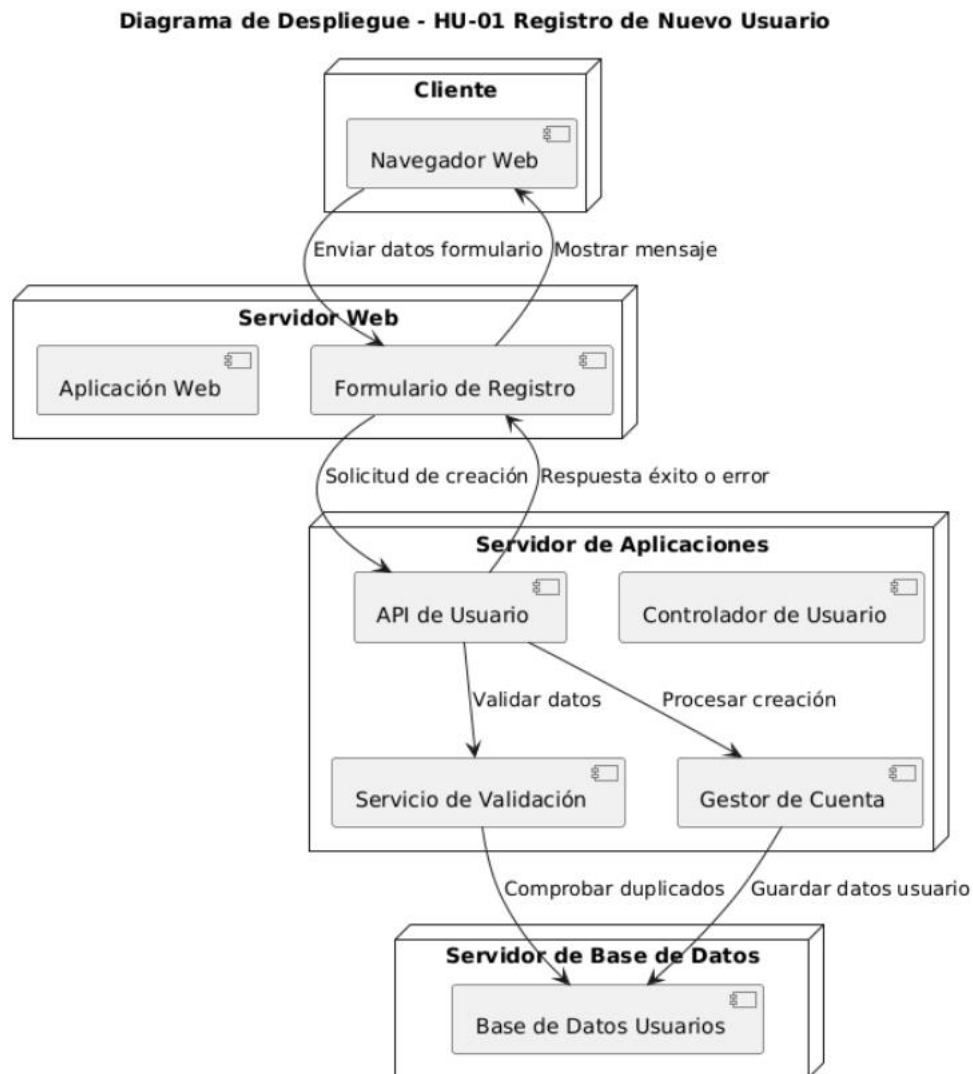 Diagrama de Despliegue - HU-01 Registro de Nuevo Usuario
Cliente
Navegador Web
Enviar datos formulario
Mostrar mensaje
Servidor Web
Aplicación Web
Formulario de Registro
Solicitud de creación
Respuesta éxito o error
Servidor de Aplicaciones
API de Usuario
Controlador de Usuario
Validar datos
Procesar creación
Servicio de Validación
Gestor de Cuenta
Comprobar duplicados
Guardar datos usuario
Servidor de Base de Datos
Base de Datos Usuarios